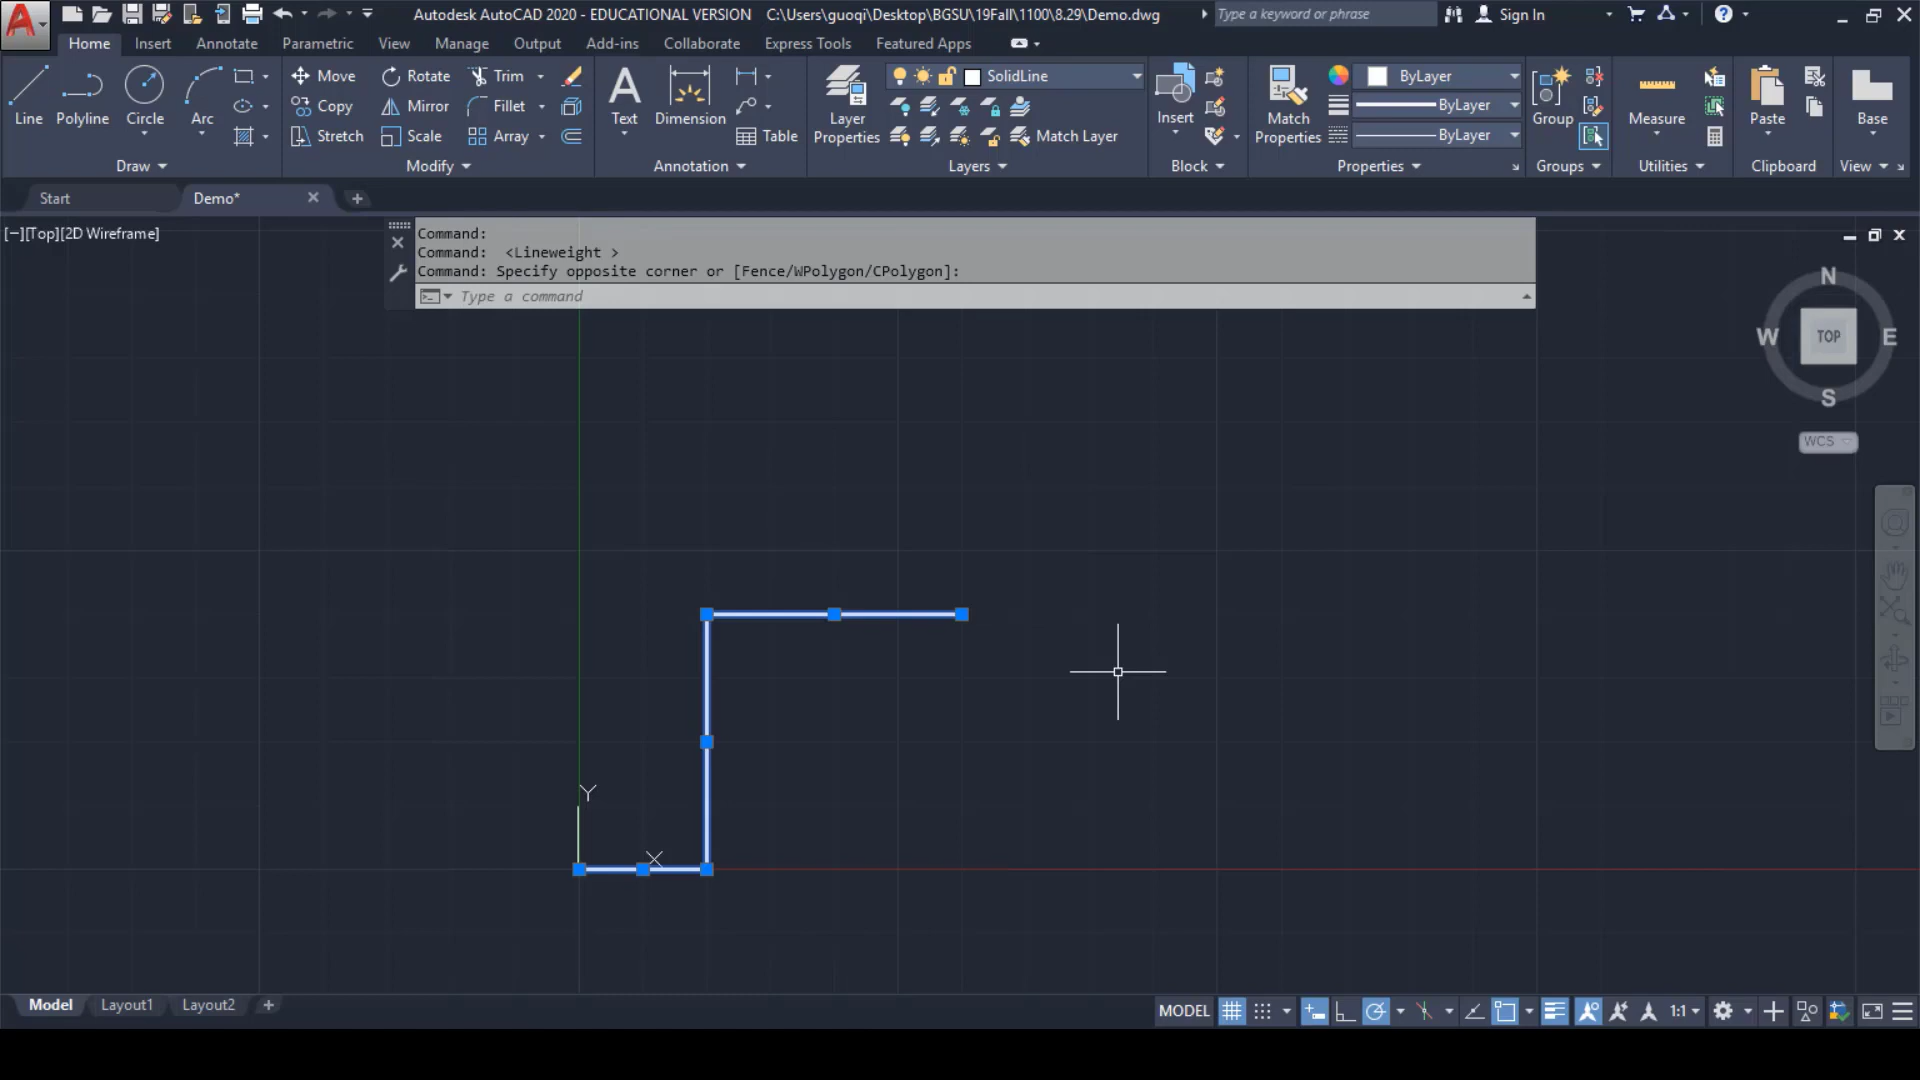 Autodesk AutoCAD 2020 - EDUCATIONAL VERSION C:\Users\guoqi\Desktop\BGSU\19Fall\1100\8.29\Demo.dwg Type a keyword or phrase Sign In
Home Insert Annotate Parametric View Manage Output Add-ins Collaborate Express Tools Featured Apps
Line Polyline Circle Arc
Move Rotate Trim
Copy Mirror Fillet
Stretch Scale Array
Text Dimension Table
Layer Properties
SolidLine
Match Layer
Insert
Match Properties
ByLayer
ByLayer
ByLayer
Group
Measure
Paste
Base
Draw Modify Annotation Layers Block Properties Groups Utilities Clipboard View
Start Demo*
[−][Top][2D Wireframe]
Command:
Command: <Lineweight >
Command: Specify opposite corner or [Fence/WPolygon/CPolygon]:
Type a command
N
W TOP E
S
WCS
Y
X
Model Layout1 Layout2
MODEL 1:1